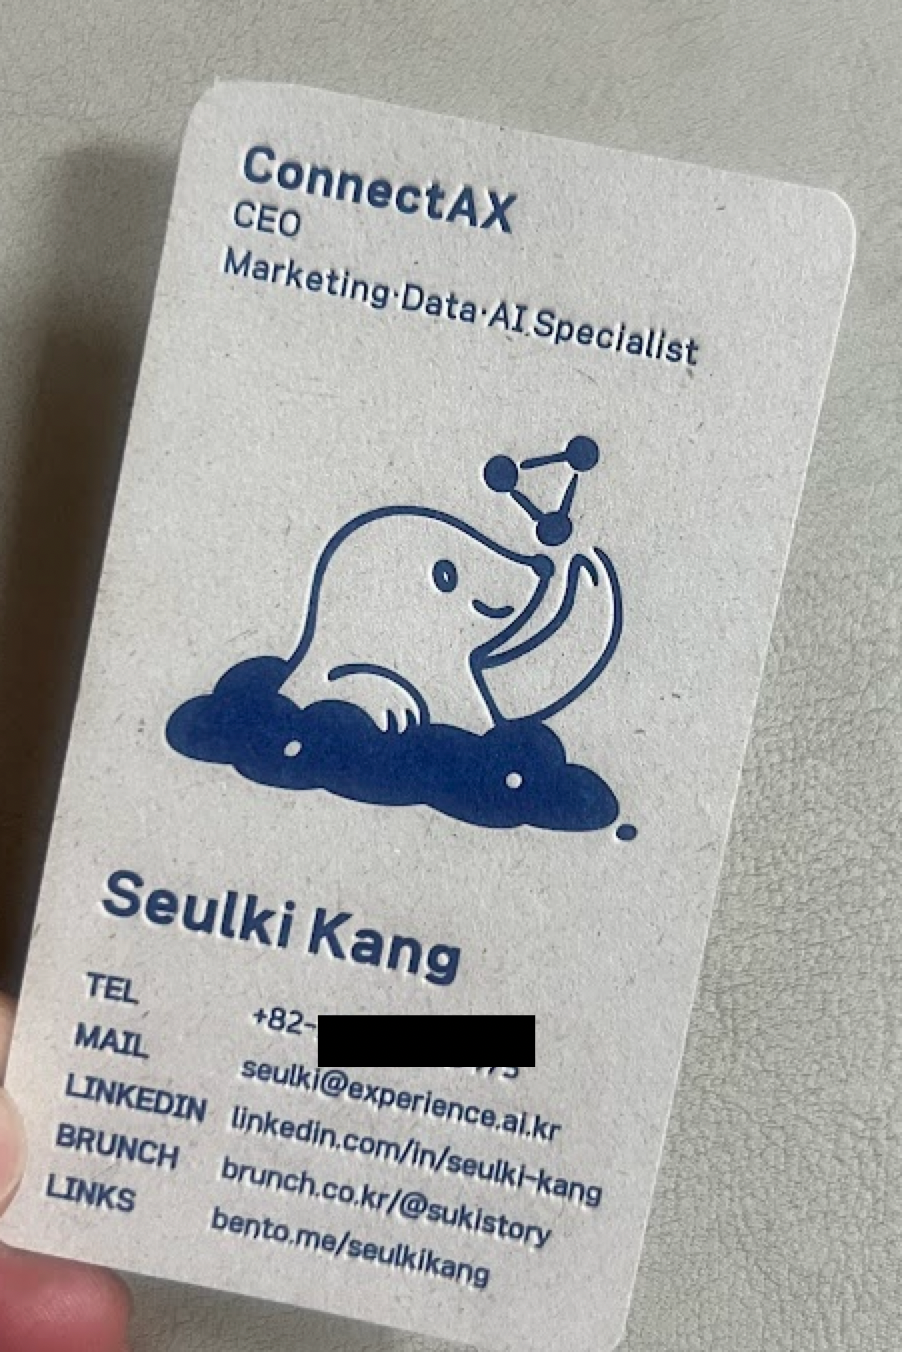 ConnectAX
CEO
Marketing·Data·AI Specialist
Seulki Kang
TEL +82-
MAIL seulki@experience.ai.kr
LINKEDIN linkedin.com/in/seulki-kang
BRUNCH brunch.co.kr/@sukistory
LINKS bento.me/seulkikang